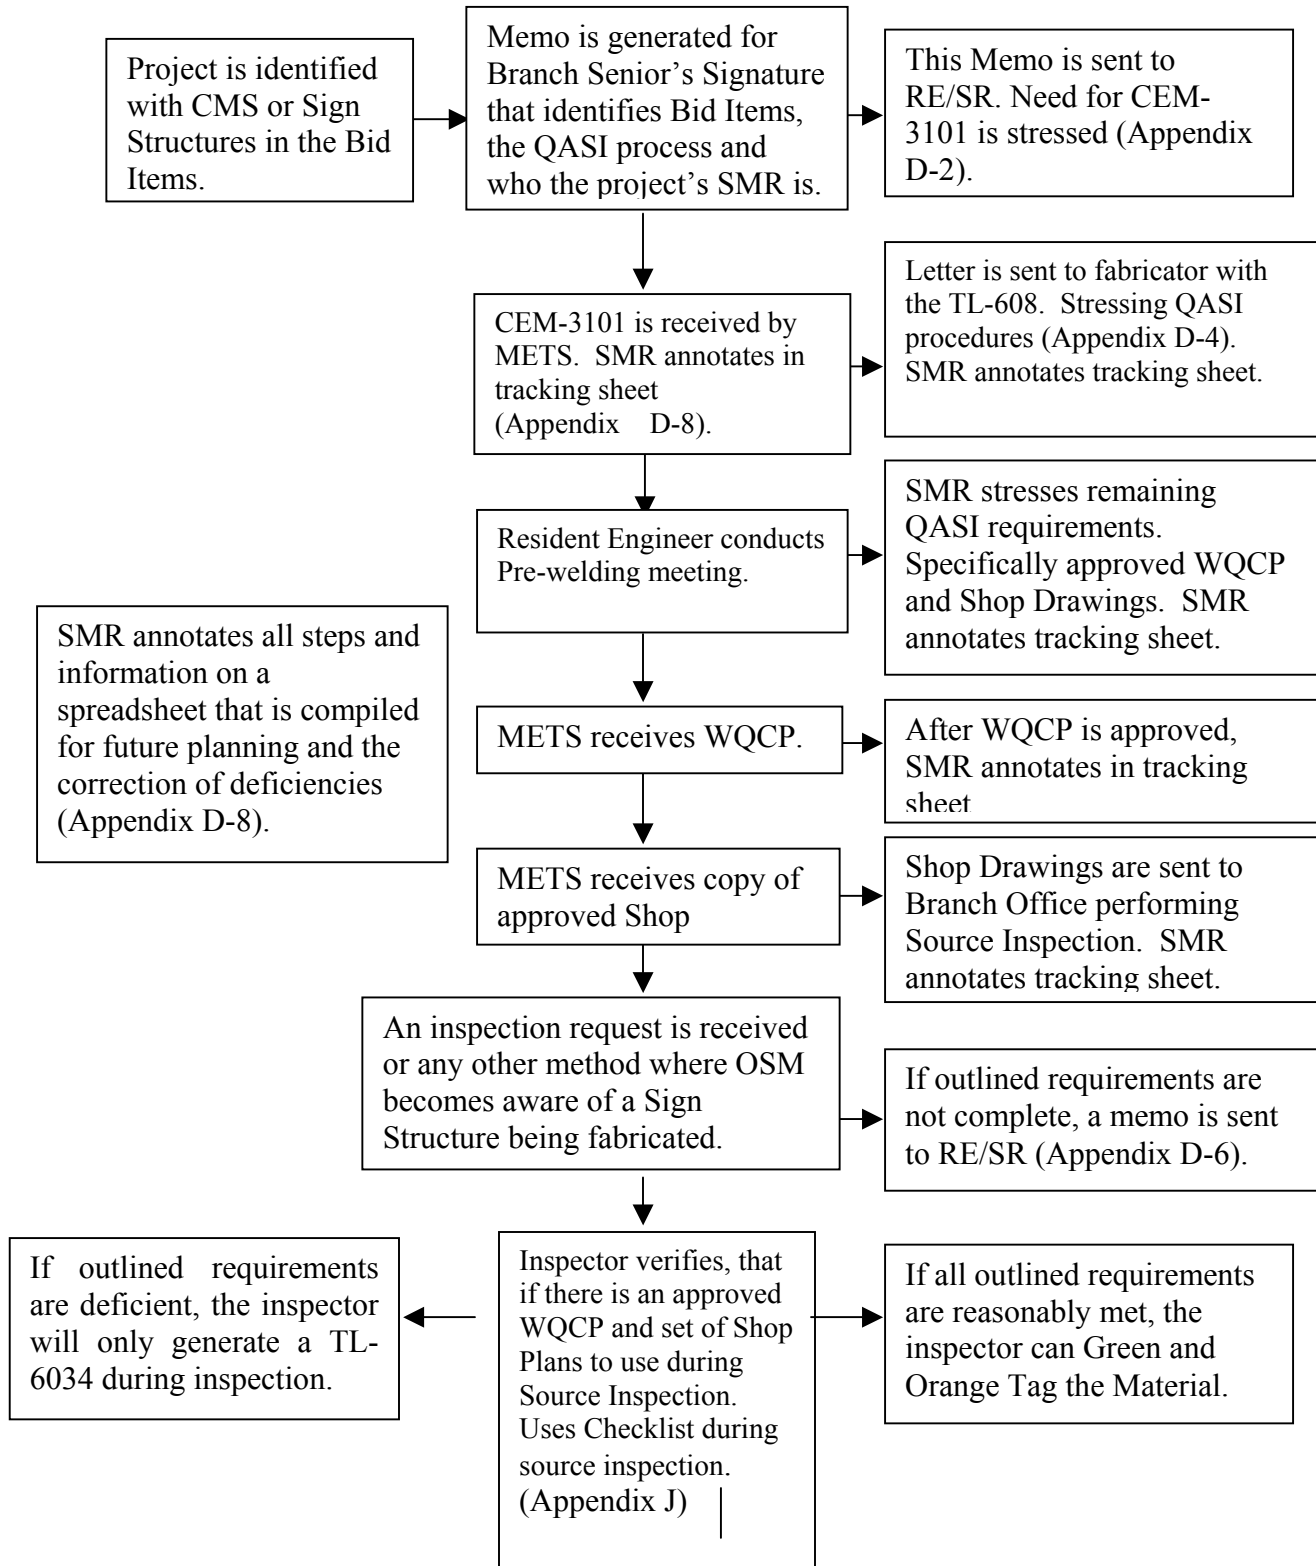 Project is identified
with CMS or Sign
Structures in the Bid
Items.
Memo is generated for
Branch Senior’s Signature
that identifies Bid Items,
the QASI process and
who the project’s SMR is.
This Memo is sent to
RE/SR. Need for CEM-
3101 is stressed (Appendix
D-2).
CEM-3101 is received by
METS.  SMR annotates in
tracking sheet
(Appendix    D-8).
Letter is sent to fabricator with
the TL-608.  Stressing QASI
procedures (Appendix D-4).
SMR annotates tracking sheet.
Resident Engineer conducts
Pre-welding meeting.
SMR stresses remaining
QASI requirements.
Specifically approved WQCP
and Shop Drawings.  SMR
annotates tracking sheet.
SMR annotates all steps and
information on a
spreadsheet that is compiled
for future planning and the
correction of deficiencies
(Appendix D-8).
METS receives WQCP.
After WQCP is approved,
SMR annotates in tracking
sheet
METS receives copy of
approved Shop
Shop Drawings are sent to
Branch Office performing
Source Inspection.  SMR
annotates tracking sheet.
An inspection request is received
or any other method where OSM
becomes aware of a Sign
Structure being fabricated.
If outlined requirements are
not complete, a memo is sent
to RE/SR (Appendix D-6).
If outlined requirements
are deficient, the inspector
will only generate a TL-
6034 during inspection.
Inspector verifies, that
if there is an approved
WQCP and set of Shop
Plans to use during
Source Inspection.
Uses Checklist during
source inspection.
(Appendix J)
If all outlined requirements
are reasonably met, the
inspector can Green and
Orange Tag the Material.